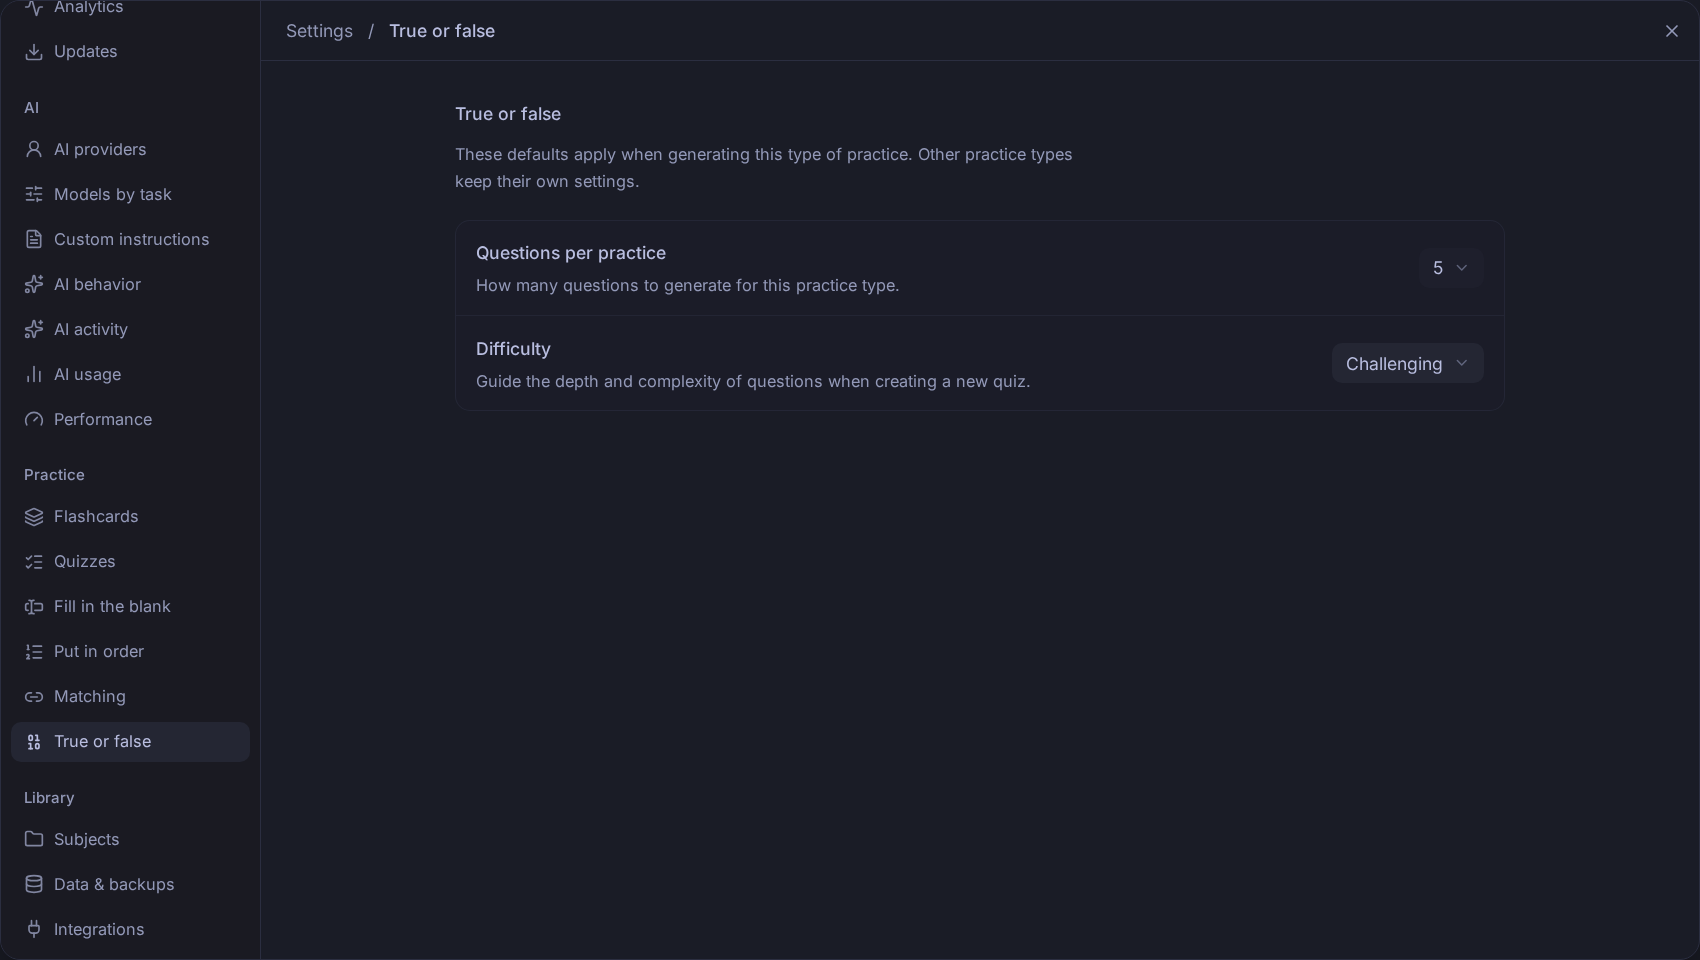 Analytics
Updates
AI
AI providers
Models by task
Custom instructions
AI behavior
AI activity
AI usage
Performance
Practice
Flashcards
Quizzes
Fill in the blank
Put in order
Matching
True or false
Library
Subjects
Data & backups
Integrations
Settings / True or false
True or false
These defaults apply when generating this type of practice. Other practice types
keep their own settings.
Questions per practice
How many questions to generate for this practice type.
5
Difficulty
Guide the depth and complexity of questions when creating a new quiz.
Challenging